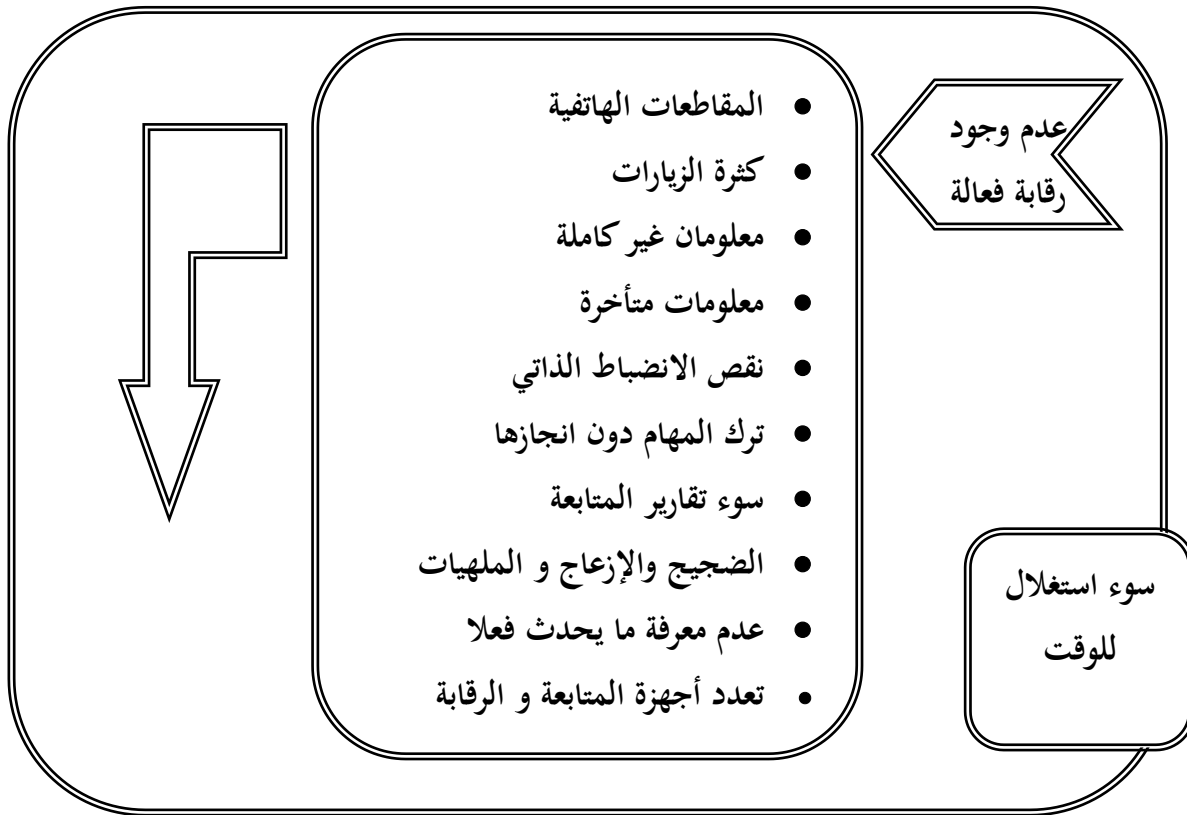 عدم وجود
رقابة فعالة
● المقاطعات الهاتفية
● كثرة الزيارات
● معلومان غير كاملة
● معلومات متأخرة
● نقص الانضباط الذاتي
● ترك المهام دون انجازها
● سوء تقارير المتابعة
● الضجيج والإزعاج و الملهيات
● عدم معرفة ما يحدث فعلا
● تعدد أجهزة المتابعة و الرقابة
سوء استغلال
للوقت